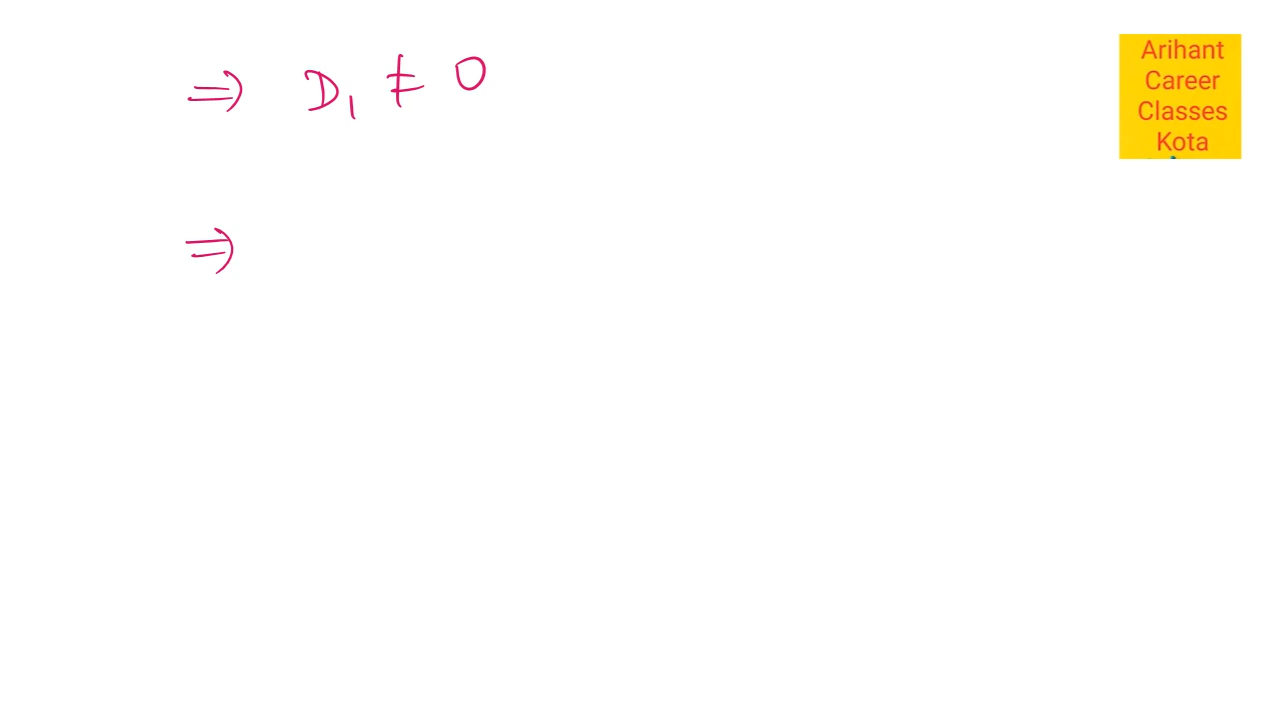 ⇒ D₁ ≠ 0
⇒
Arihant
Career
Classes
Kota